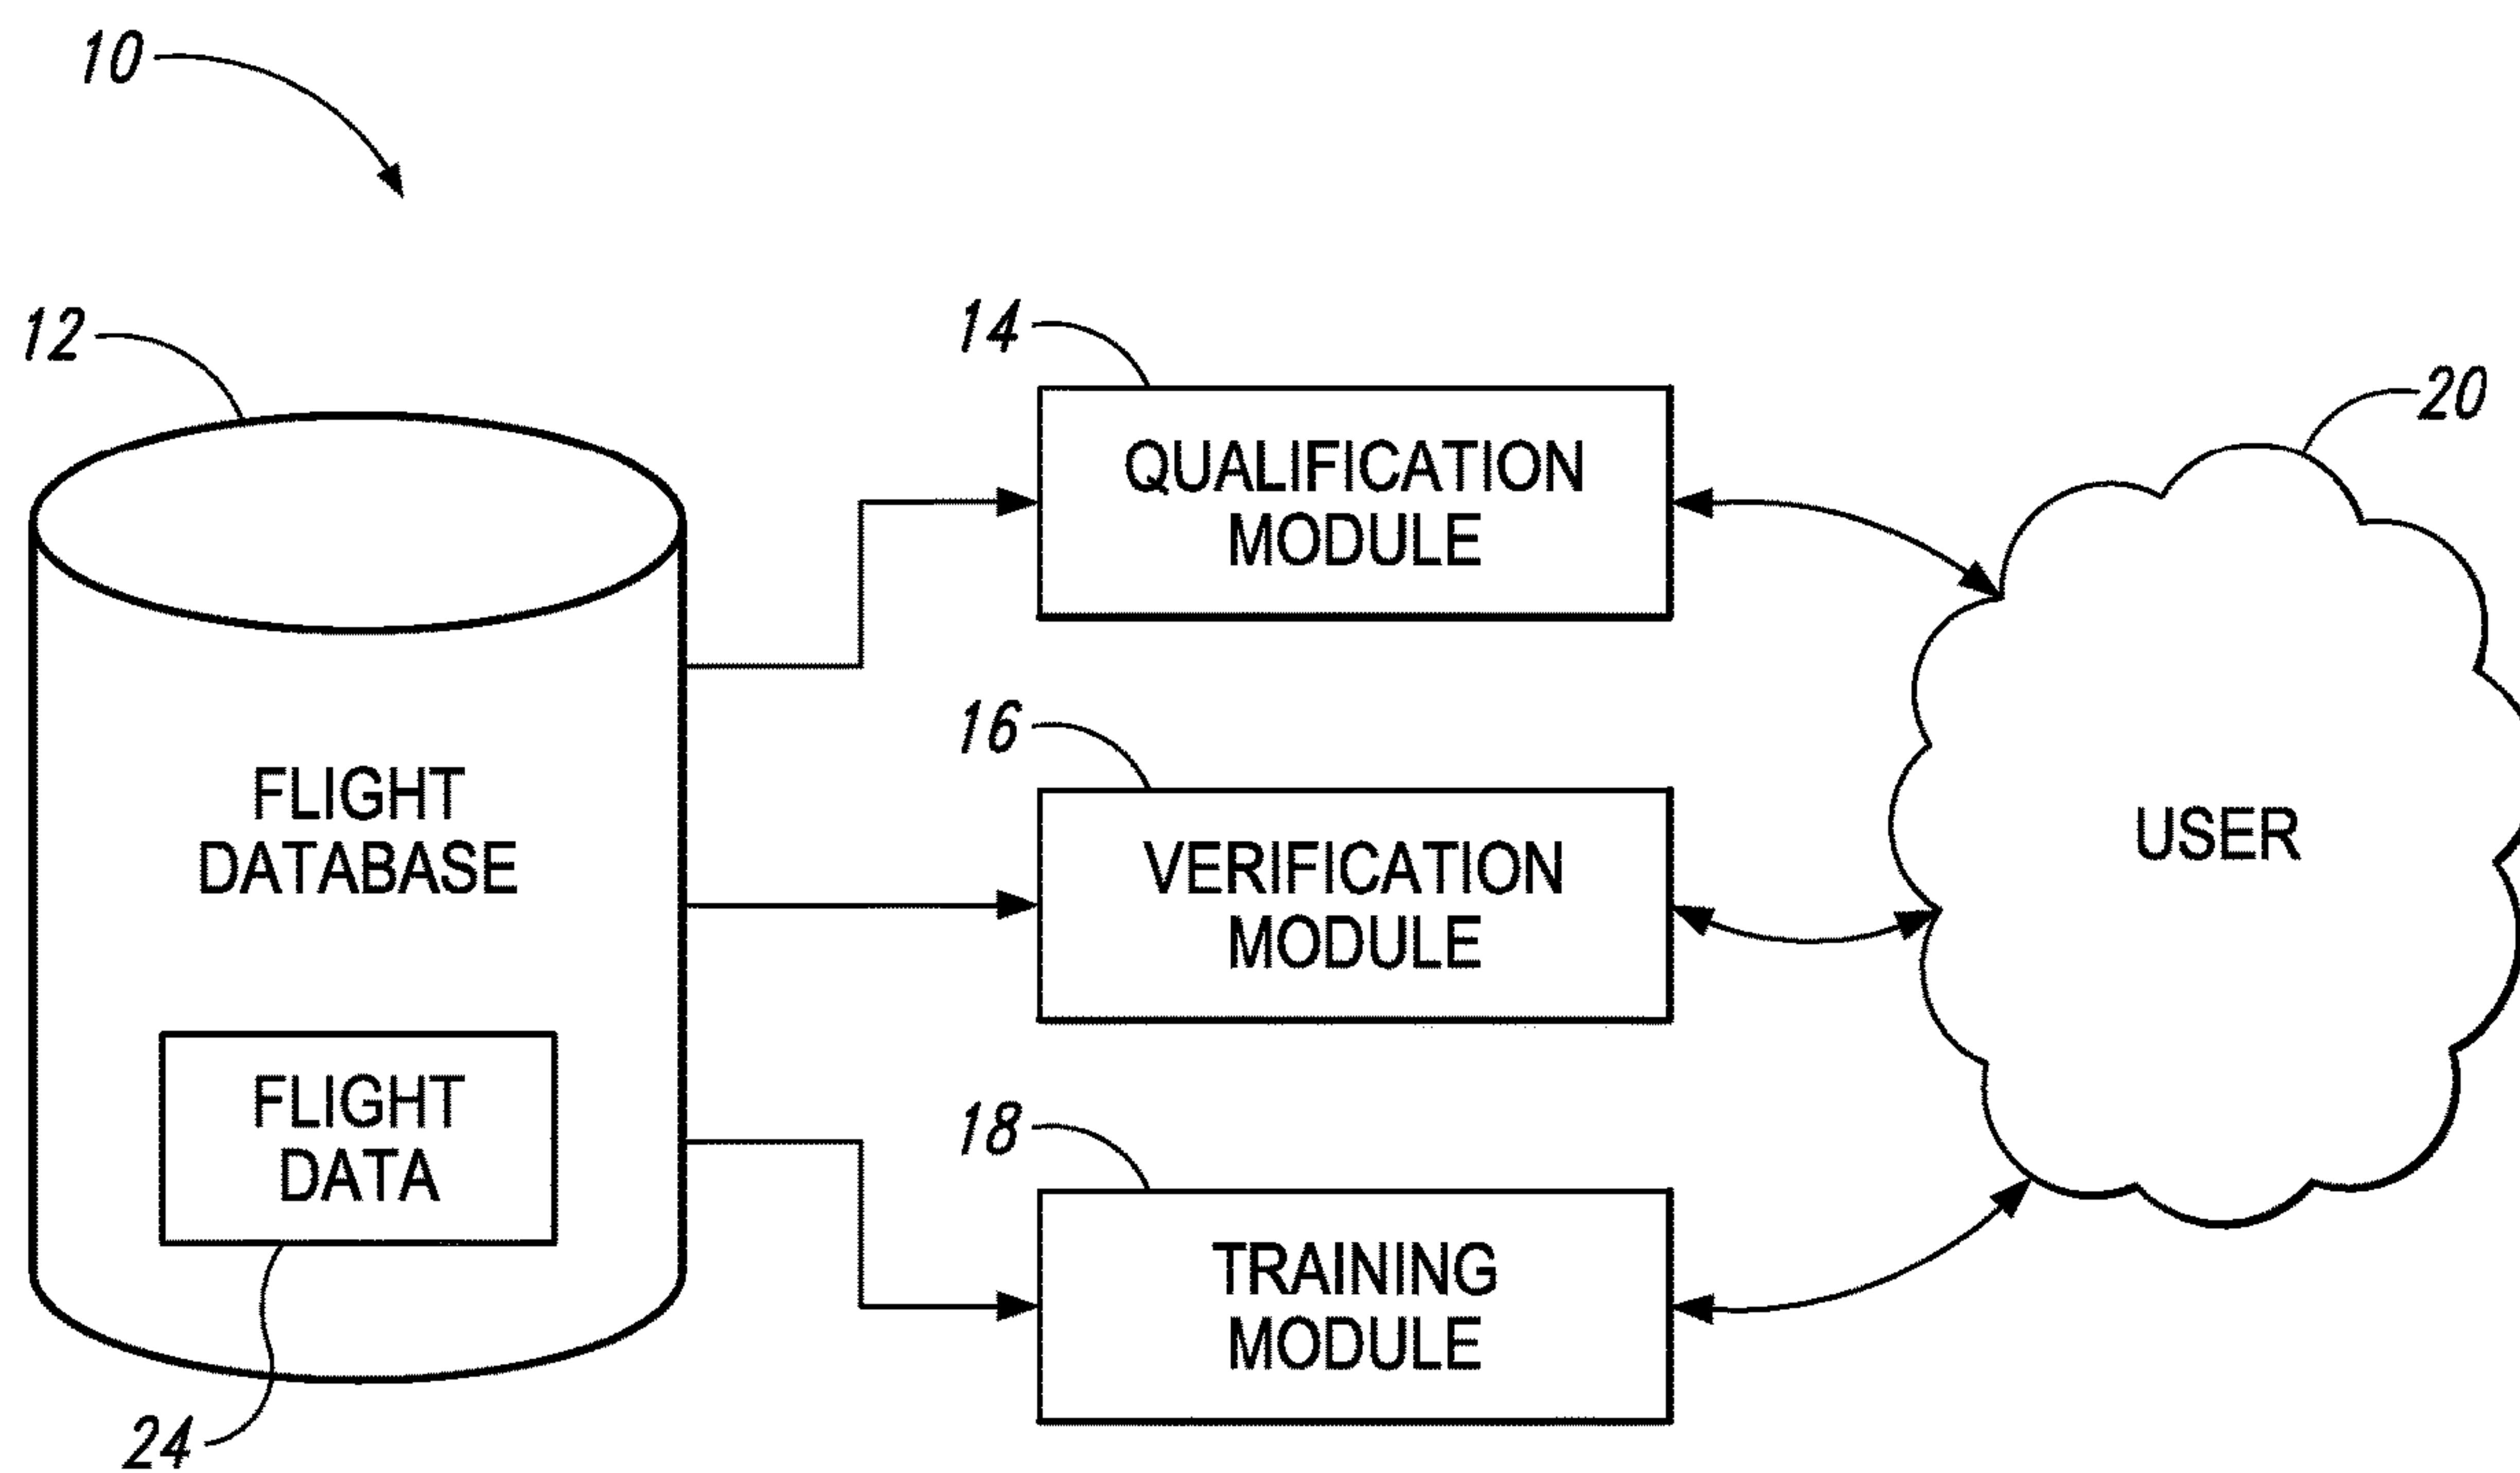 10
12
FLIGHT
DATABASE
FLIGHT
DATA
24
14
QUALIFICATION
MODULE
16
VERIFICATION
MODULE
18
TRAINING
MODULE
20
USER